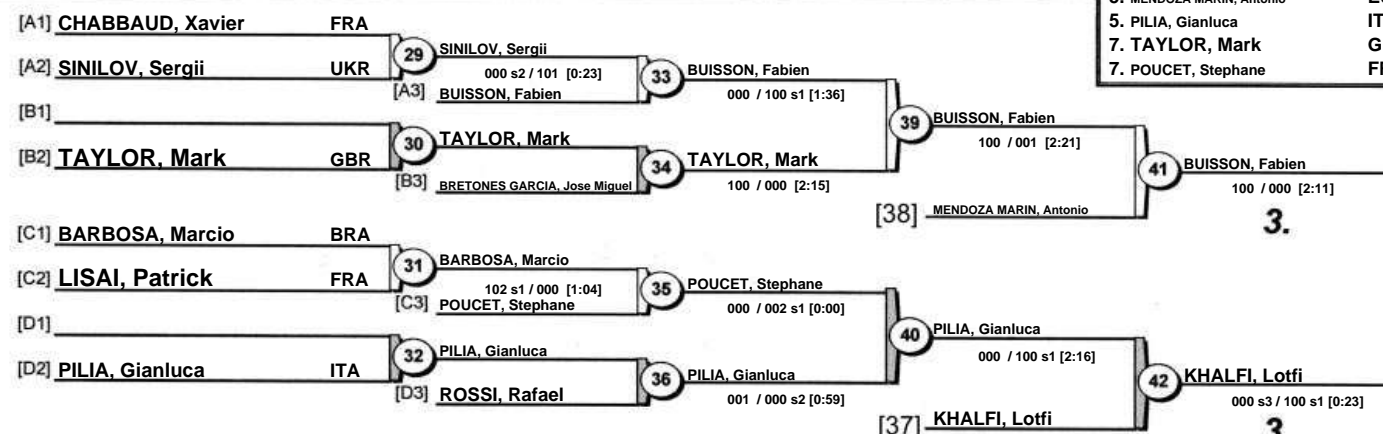 5. PILIA, Gianluca IT
7. TAYLOR, Mark G
7. POUCET, Stephane
[A1] CHABBAUD, Xavier FRA
29
SINILOV, Sergii
[A2] SINILOV, Sergii UKR
000 s2 / 101 [0:23]
[A3] BUISSON, Fabien
33
BUISSON, Fabien
000 / 100 s1 [1:36]
[B1]
30
TAYLOR, Mark
[B2] TAYLOR, Mark GBR
[B3] BRETONES GARCIA, Jose Miguel
34
TAYLOR, Mark
100 / 000 [2:15]
39
BUISSON, Fabien
100 / 001 [2:21]
[38] MENDOZA MARIN, Antonio
41
BUISSON, Fabien
100 / 000 [2:11]
3.
[C1] BARBOSA, Marcio BRA
31
BARBOSA, Marcio
[C2] LISAI, Patrick FRA
102 s1 / 000 [1:04]
[C3] POUCET, Stephane
35
POUCET, Stephane
000 / 002 s1 [0:00]
[D1]
32
PILIA, Gianluca
[D2] PILIA, Gianluca ITA
[D3] ROSSI, Rafael
36
PILIA, Gianluca
001 / 000 s2 [0:59]
40
PILIA, Gianluca
000 / 100 s1 [2:16]
[37] KHALFI, Lotfi
42
KHALFI, Lotfi
000 s3 / 100 s1 [0:23]
3